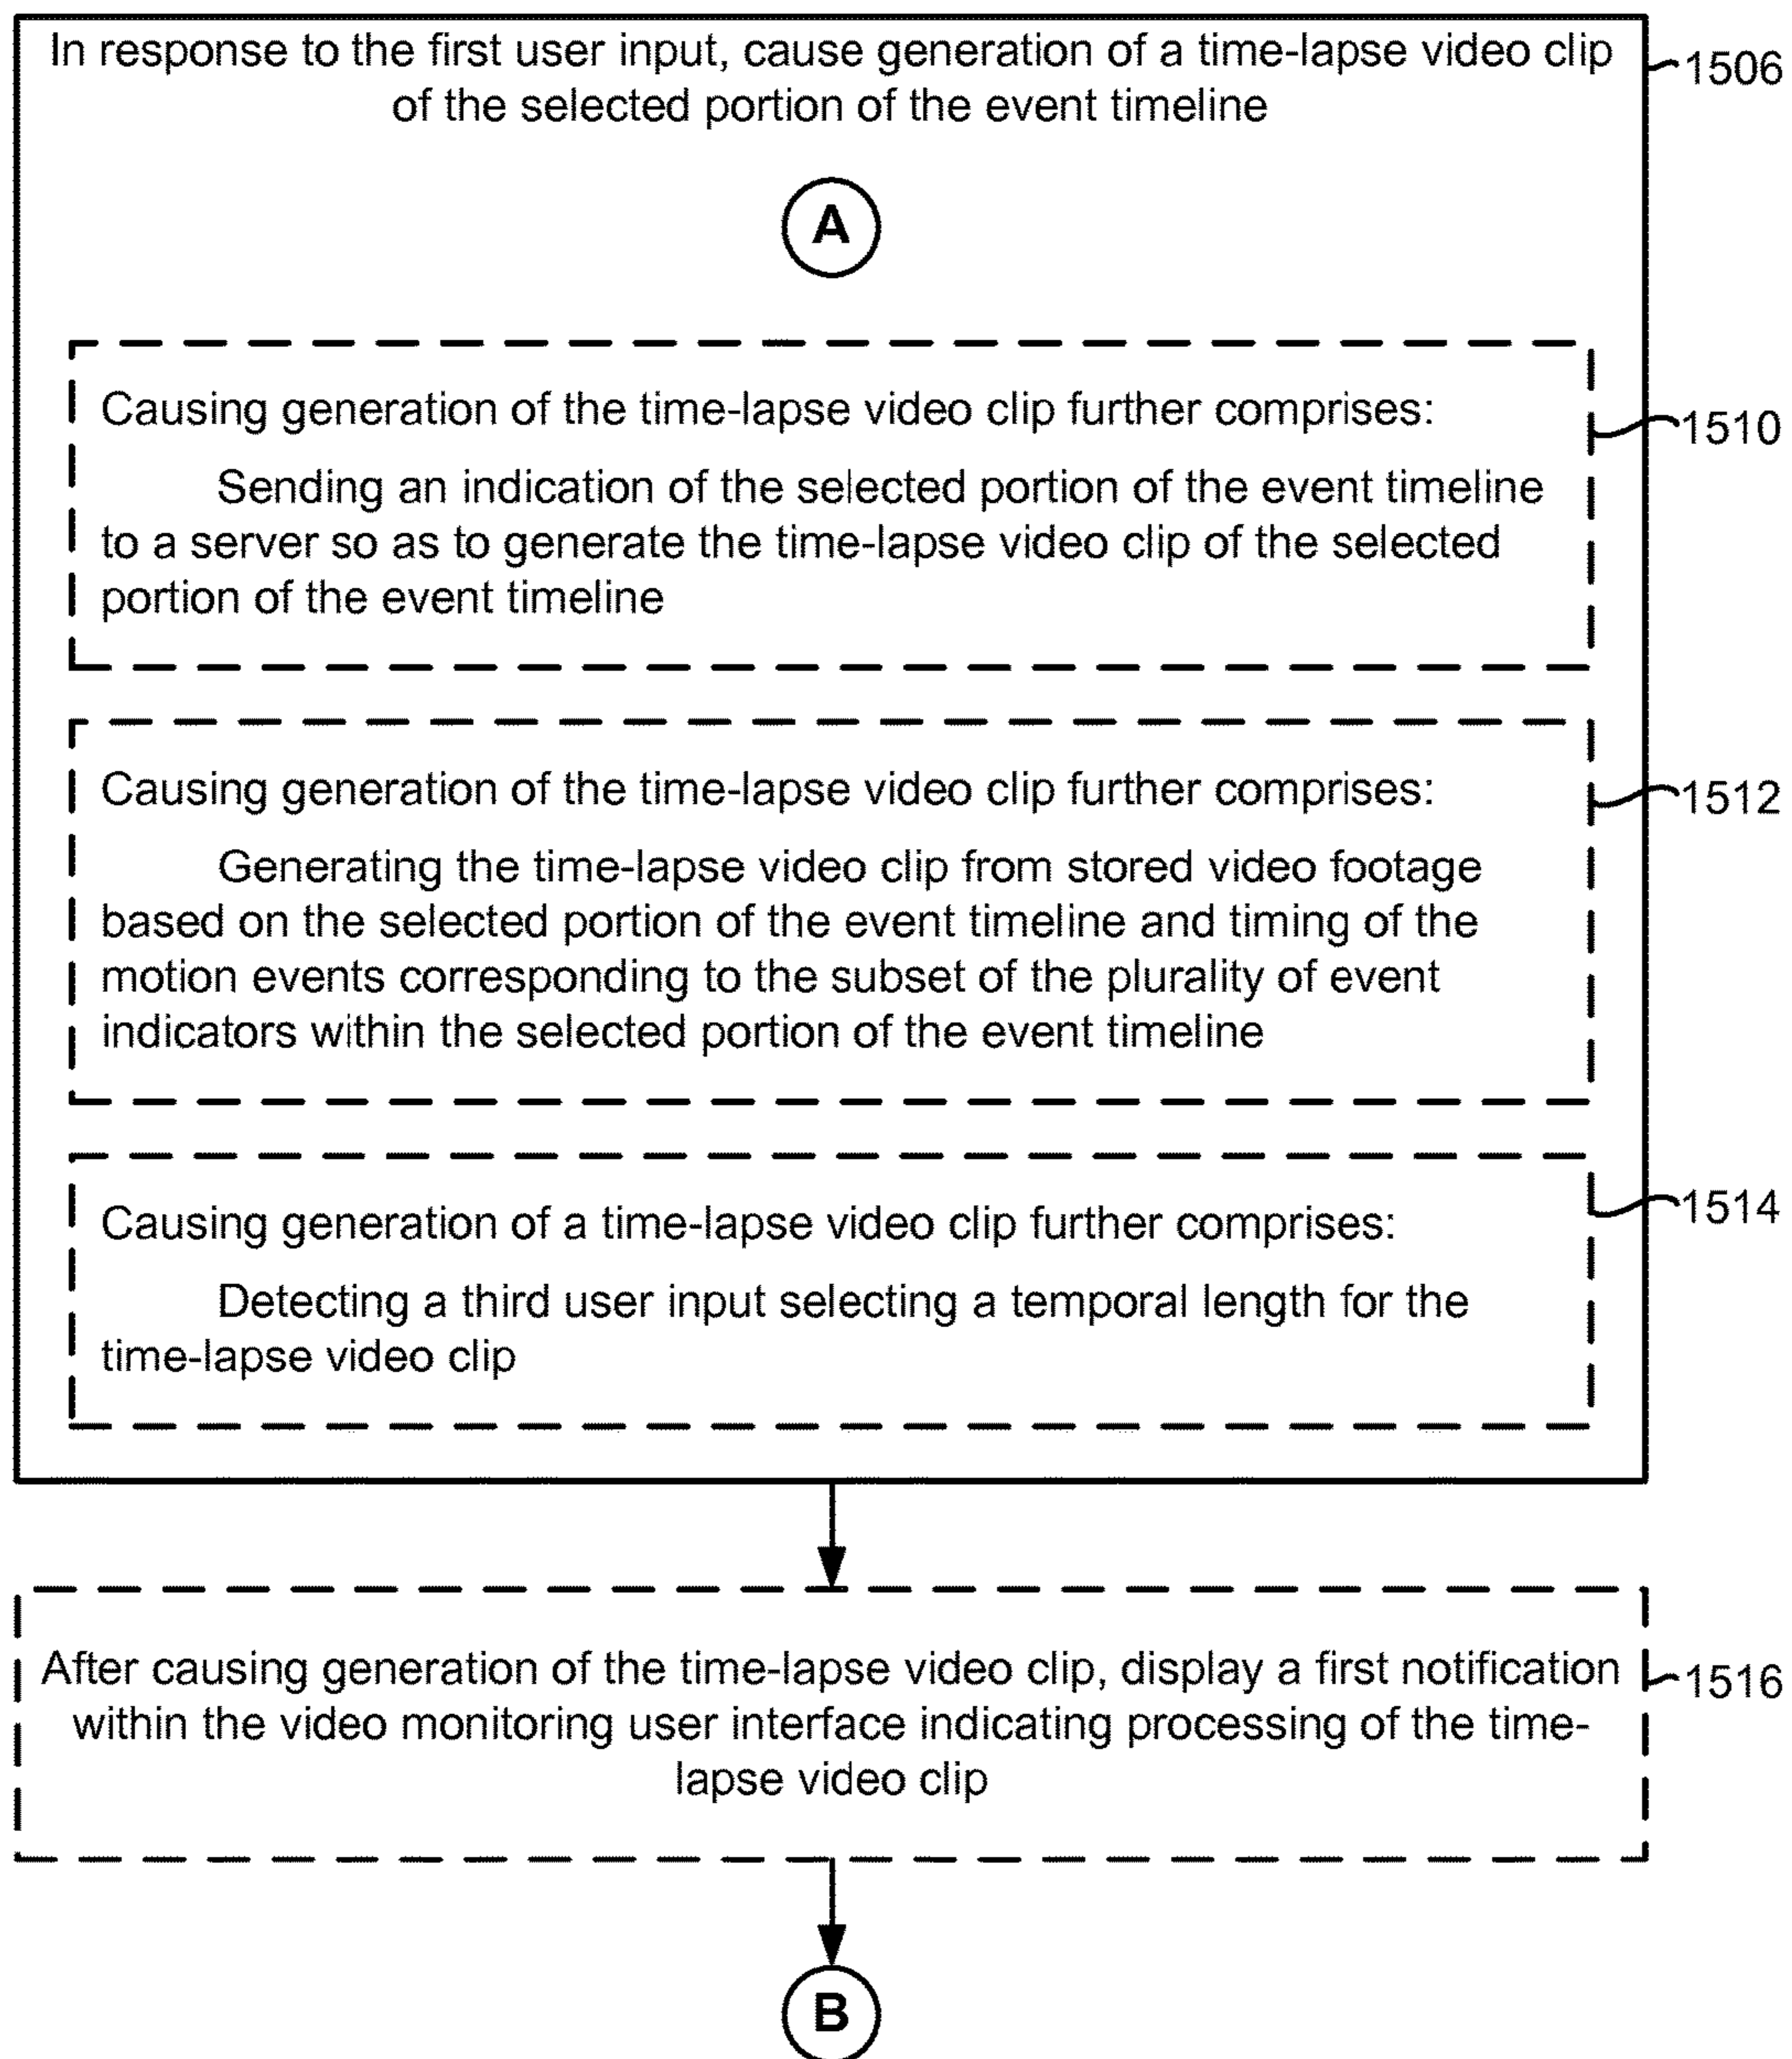 In response to the first user input, cause generation of a time-lapse video clip
of the selected portion of the event timeline
1506
A
Causing generation of the time-lapse video clip further comprises:
1510
Sending an indication of the selected portion of the event timeline
to a server so as to generate the time-lapse video clip of the selected
portion of the event timeline
Causing generation of the time-lapse video clip further comprises:
1512
Generating the time-lapse video clip from stored video footage
based on the selected portion of the event timeline and timing of the
motion events corresponding to the subset of the plurality of event
indicators within the selected portion of the event timeline
Causing generation of a time-lapse video clip further comprises:
1514
Detecting a third user input selecting a temporal length for the
time-lapse video clip
After causing generation of the time-lapse video clip, display a first notification
1516
within the video monitoring user interface indicating processing of the time-
lapse video clip
B